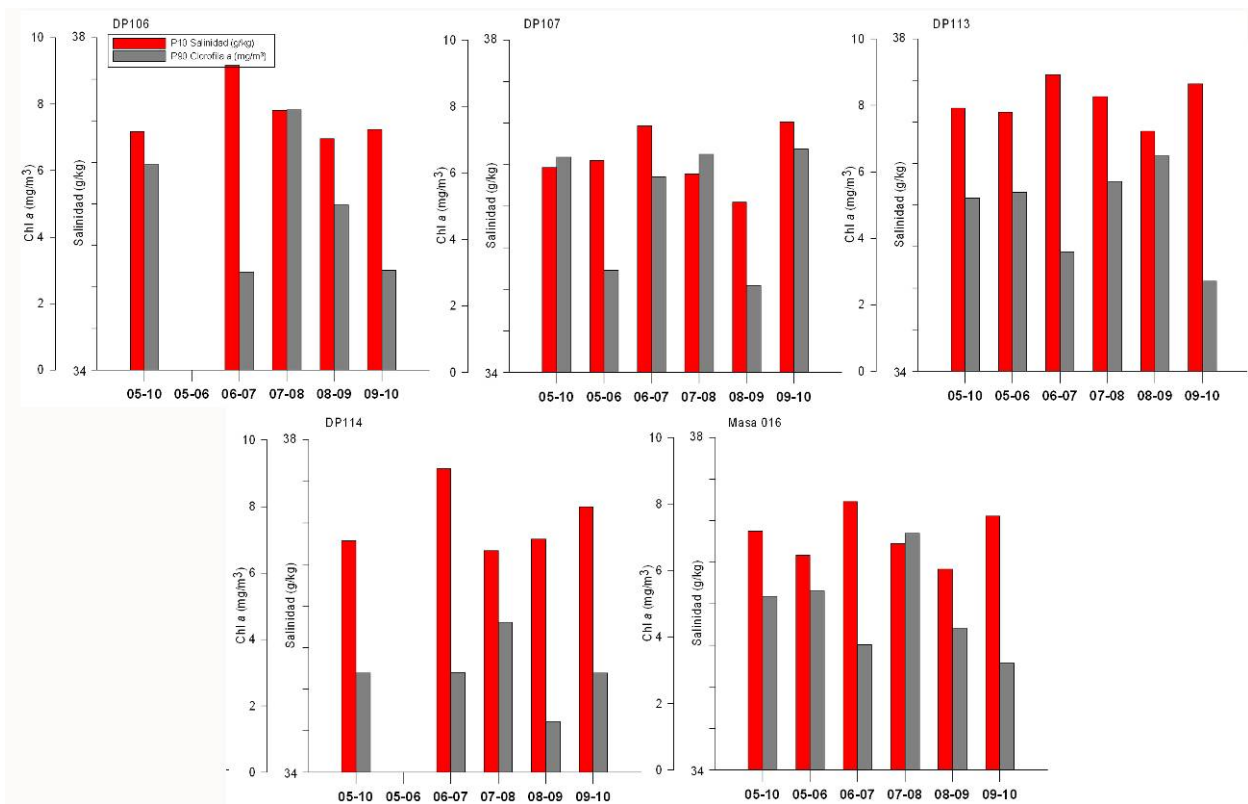 DP106
P10 Salinidad (g/kg)
P90 Clorofila a (mg/m³]
10
8
6
4
2
0
Chl a (mg/m³)
38
34
Salinidad (g/kg)
05-10 05-06 06-07 07-08 08-09 09-10
DP107
10
8
6
4
2
0
Chl a (mg/m³)
38
34
Salinidad (g/kg)
05-10 05-06 06-07 07-08 08-09 09-10
DP113
10
8
6
4
2
0
Chl a (mg/m³)
38
34
Salinidad (g/kg)
05-10 05-06 06-07 07-08 08-09 09-10
DP114
10
8
6
4
2
0
Chl a (mg/m³)
38
34
Salinidad (g/kg)
05-10 05-06 06-07 07-08 08-09 09-10
Masa 016
10
8
6
4
2
0
Chl a (mg/m³)
38
34
Salinidad (g/kg)
05-10 05-06 06-07 07-08 08-09 09-10